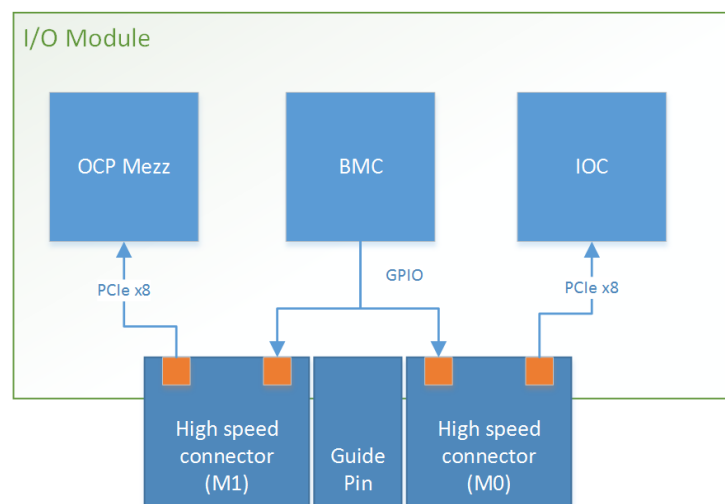 I/O Module
OCP Mezz
BMC
IOC
GPIO
PCIe x8
PCIe x8
High speed
connector
(M1)
Guide
Pin
High speed
connector
(M0)